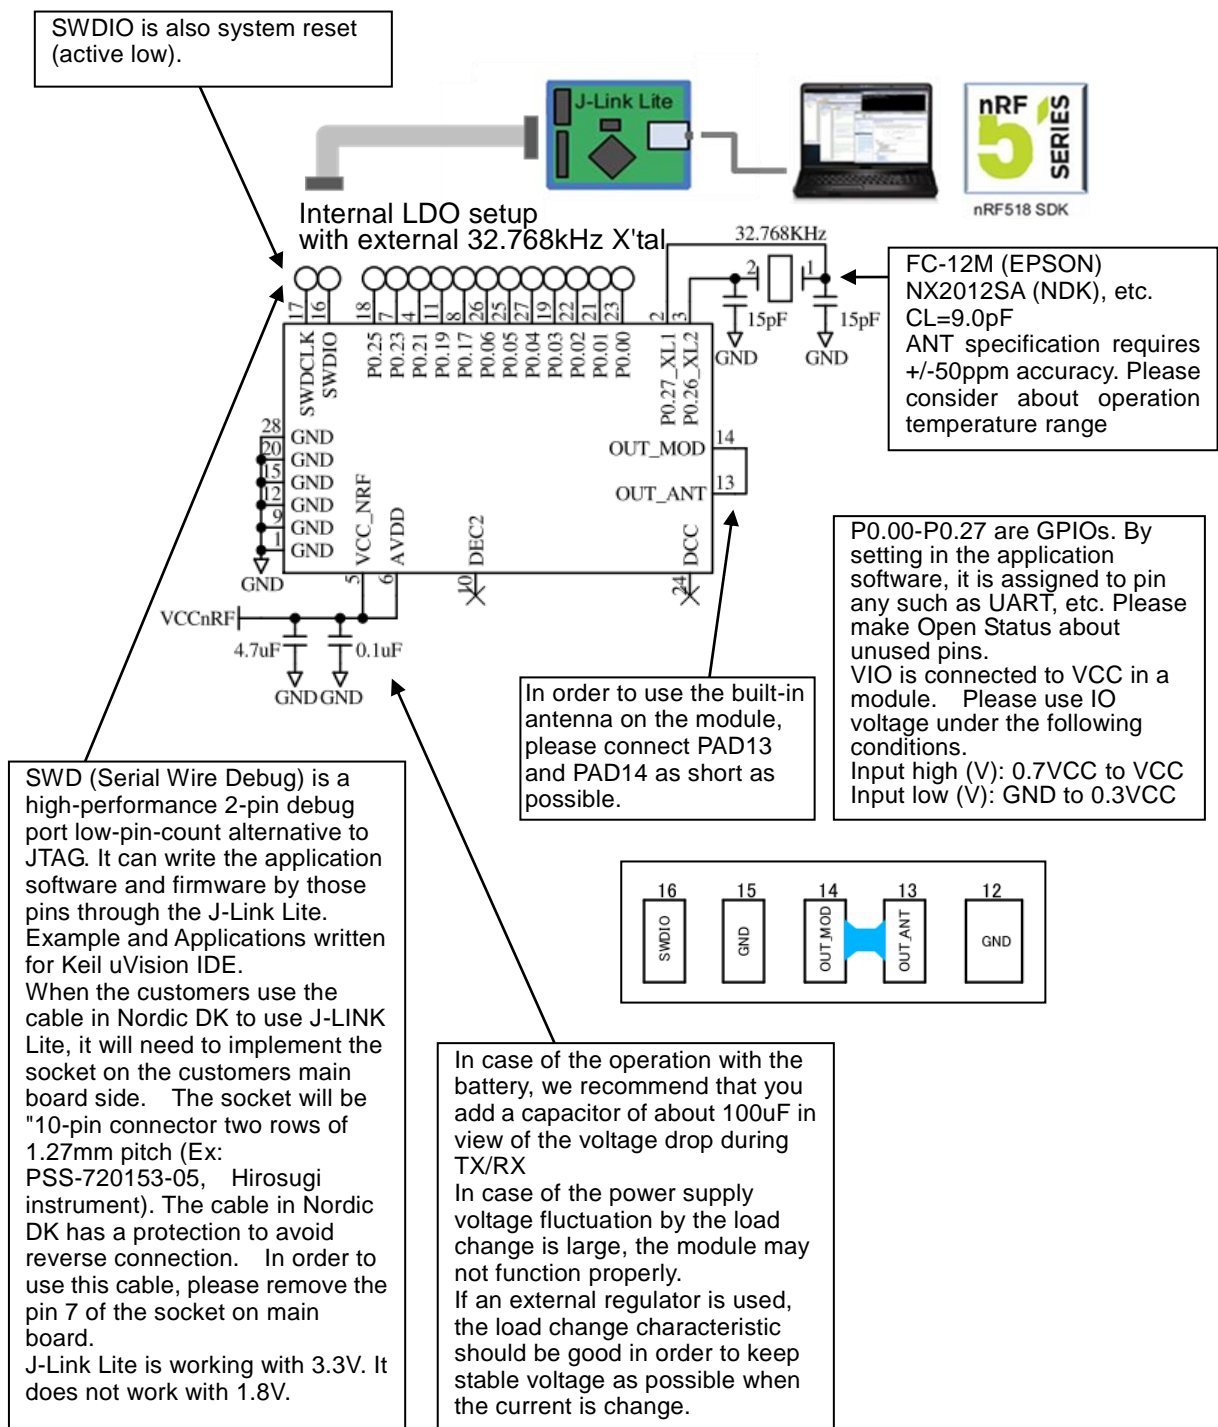 SWDIO is also system reset
(active low).
J-Link Lite
nRF
5
SERIES
nRF518 SDK
Internal LDO setup
with external 32.768kHz X'tal
32.768KHz
2
1
15pF
15pF
GND
GND
FC-12M (EPSON)
NX2012SA (NDK), etc.
CL=9.0pF
ANT specification requires
+/-50ppm accuracy. Please
consider about operation
temperature range
17
16
18
7
4
11
8
26
25
27
19
22
21
23
2
3
SWDCLK
SWDIO
P0.25
P0.23
P0.21
P0.19
P0.17
P0.06
P0.05
P0.04
P0.03
P0.02
P0.01
P0.00
P0.27_XL1
P0.26_XL2
28
GND
20
GND
15
GND
12
GND
9
GND
1
GND
GND
OUT_MOD
14
OUT_ANT
13
VCC_NRF
AVDD
DEC2
DCC
5
6
10
24
VCCnRF
4.7uF
0.1uF
GND
GND
P0.00-P0.27 are GPIOs. By
setting in the application
software, it is assigned to pin
any such as UART, etc. Please
make Open Status about
unused pins.
VIO is connected to VCC in a
module. Please use IO
voltage under the following
conditions.
Input high (V): 0.7VCC to VCC
Input low (V): GND to 0.3VCC
In order to use the built-in
antenna on the module,
please connect PAD13
and PAD14 as short as
possible.
SWD (Serial Wire Debug) is a
high-performance 2-pin debug
port low-pin-count alternative to
JTAG. It can write the application
software and firmware by those
pins through the J-Link Lite.
Example and Applications written
for Keil uVision IDE.
When the customers use the
cable in Nordic DK to use J-LINK
Lite, it will need to implement the
socket on the customers main
board side. The socket will be
"10-pin connector two rows of
1.27mm pitch (Ex:
PSS-720153-05, Hirosugi
instrument). The cable in Nordic
DK has a protection to avoid
reverse connection. In order to
use this cable, please remove the
pin 7 of the socket on main
board.
J-Link Lite is working with 3.3V. It
does not work with 1.8V.
16
15
14
13
12
SWDIO
GND
OUT_MOD
OUT_ANT
GND
In case of the operation with the
battery, we recommend that you
add a capacitor of about 100uF in
view of the voltage drop during
TX/RX
In case of the power supply
voltage fluctuation by the load
change is large, the module may
not function properly.
If an external regulator is used,
the load change characteristic
should be good in order to keep
stable voltage as possible when
the current is change.